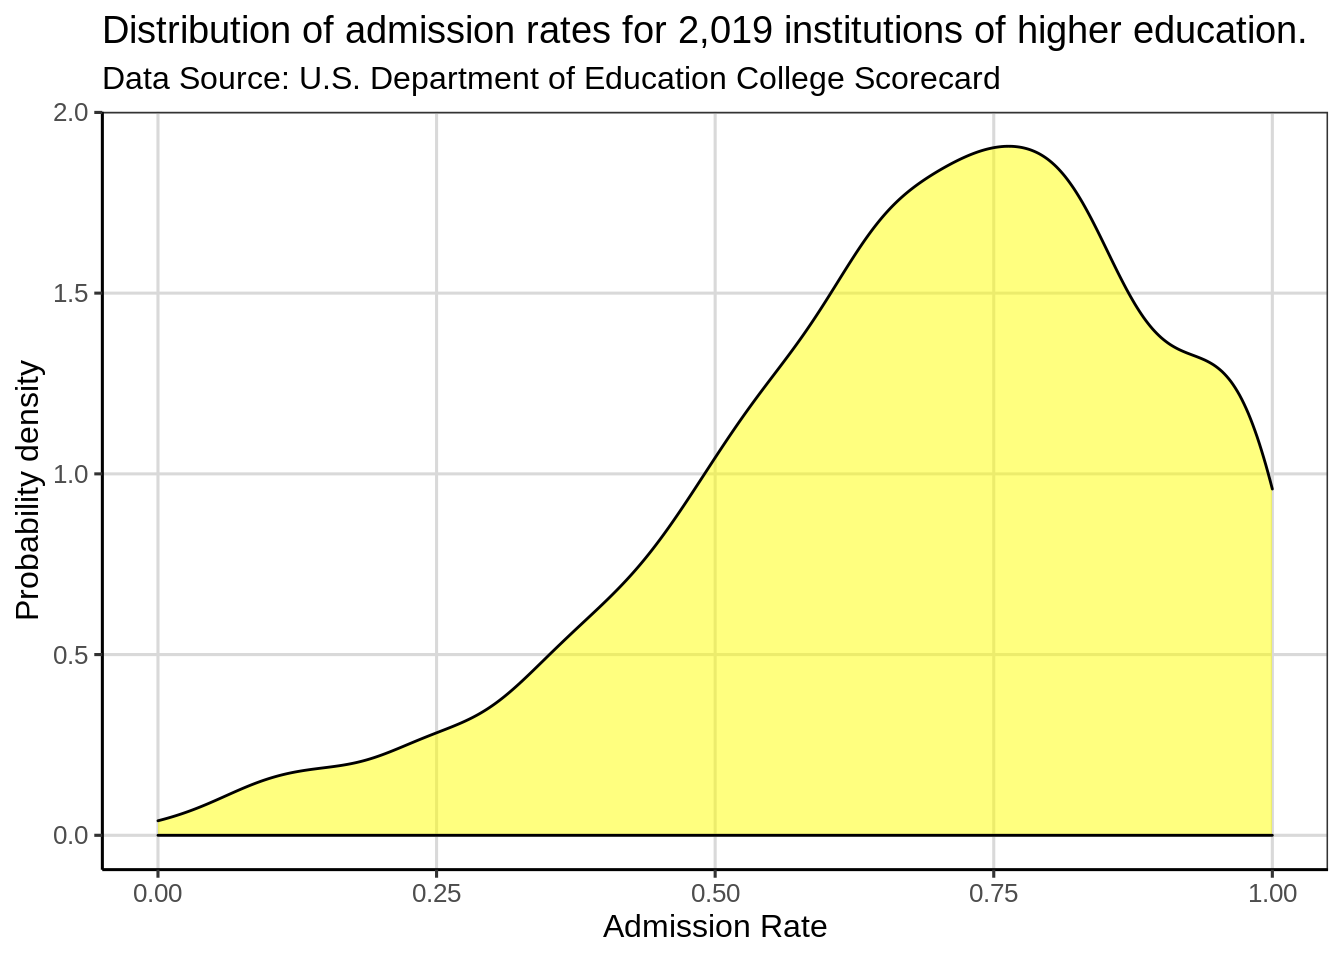 Distribution of admission rates for 2,019 institutions of higher education.
Data Source: U.S. Department of Education College Scorecard
2.0
1.5
1.0
0.5
0.0
Probability density
0.00 0.25 0.50 0.75 1.00
Admission Rate